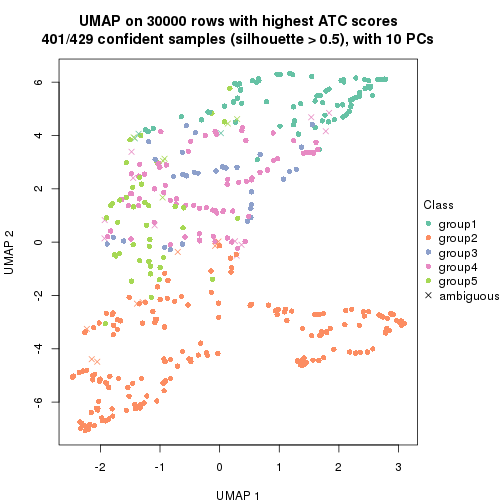 UMAP on 30000 rows with highest ATC scores
401/429 confident samples (silhouette > 0.5), with 10 PCs
6
4
2
0
-2
-4
-6
UMAP 2
-2
-1
0
1
2
3
UMAP 1
Class
group1
group2
group3
group4
group5
ambiguous